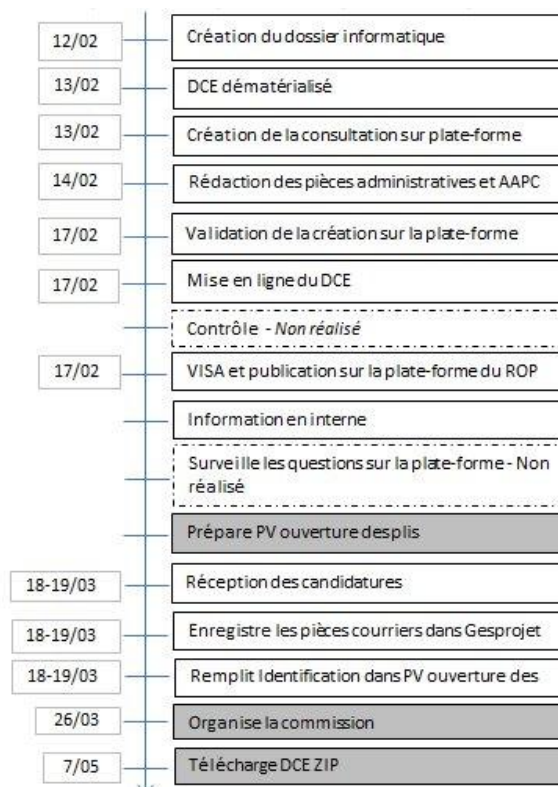 12/02 Création du dossier informatique
13/02 DCE dématérialisé
13/02 Création de la consultation sur plate-forme
14/02 Rédaction des pièces administratives et AAPC
17/02 Validation de la création sur la plate-forme
17/02 Mise en ligne du DCE
Contrôle - Non réalisé
17/02 VISA et publication sur la plate-forme du ROP
Information en interne
Surveille les questions sur la plate-forme - Non
réalisé
Prépare PV ouverture des plis
18-19/03 Réception des candidatures
18-19/03 Enregistre les pièces courriers dans Gesprojet
18-19/03 Remplit Identification dans PV ouverture des
26/03 Organise la commission
7/05 Télécharge DCE ZIP